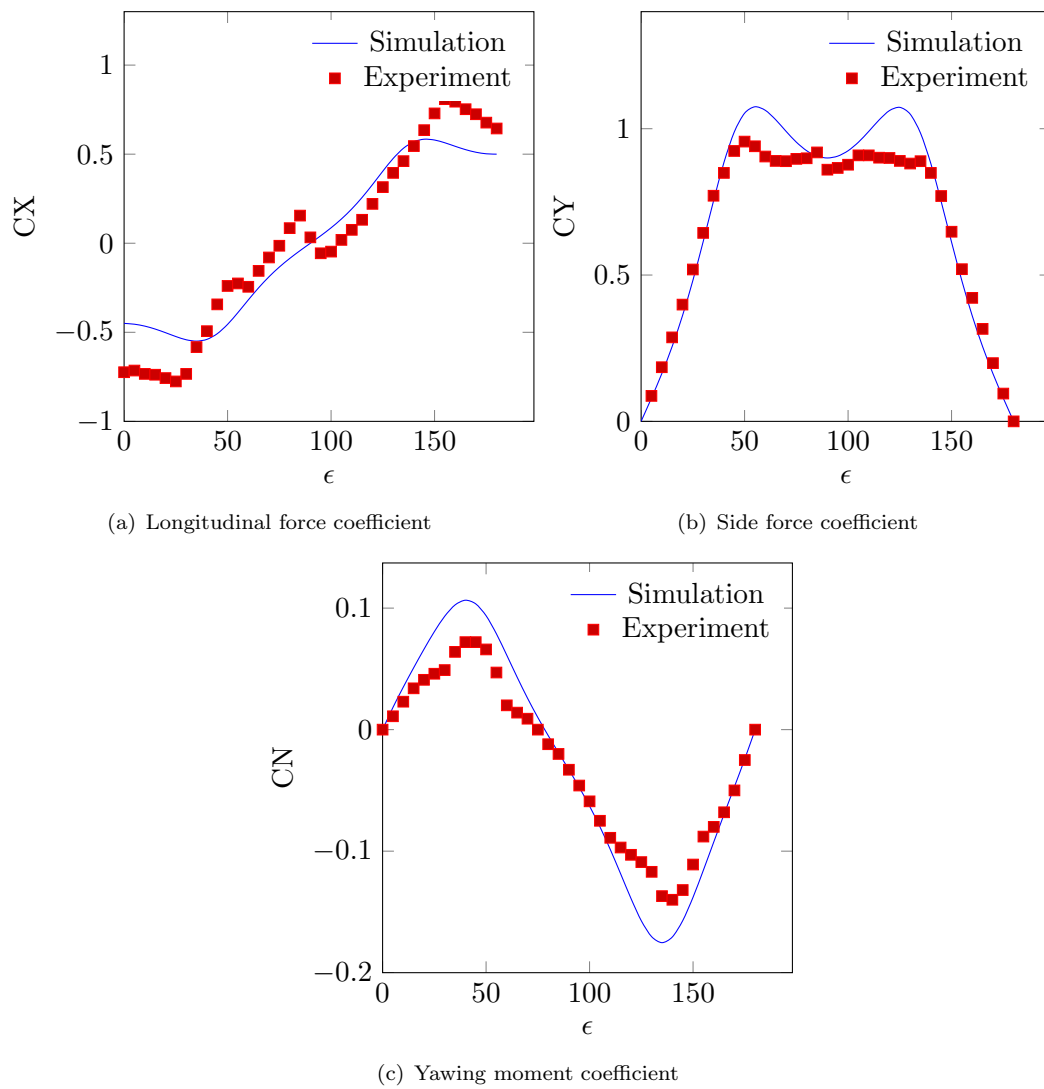 Simulation
Experiment
1
0.5
0
−0.5
−1
0 50 100 150
CX
ϵ
(a) Longitudinal force coefficient
Simulation
Experiment
1
0.5
0
0 50 100 150
CY
ϵ
(b) Side force coefficient
Simulation
Experiment
0.1
0
−0.1
−0.2
0 50 100 150
CN
ϵ
(c) Yawing moment coefficient